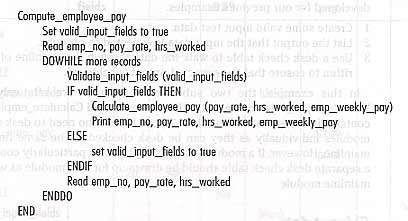 Compute_employee_pay
Set valid_input_fields to true
Read emp_no, pay_rate, hrs_worked
DOWHILE more records
Validate_input_fields (valid_input_fields)
IF valid_input_fields THEN
Calculate_employee_pay (pay_rate, hrs_worked, emp_weekly_pay)
Print emp_no, pay_rate, hrs_worked, emp_weekly_pay
ELSE
set valid_input_fields to true
ENDIF
Read emp_no, pay_rate, hrs_worked
ENDDO
END